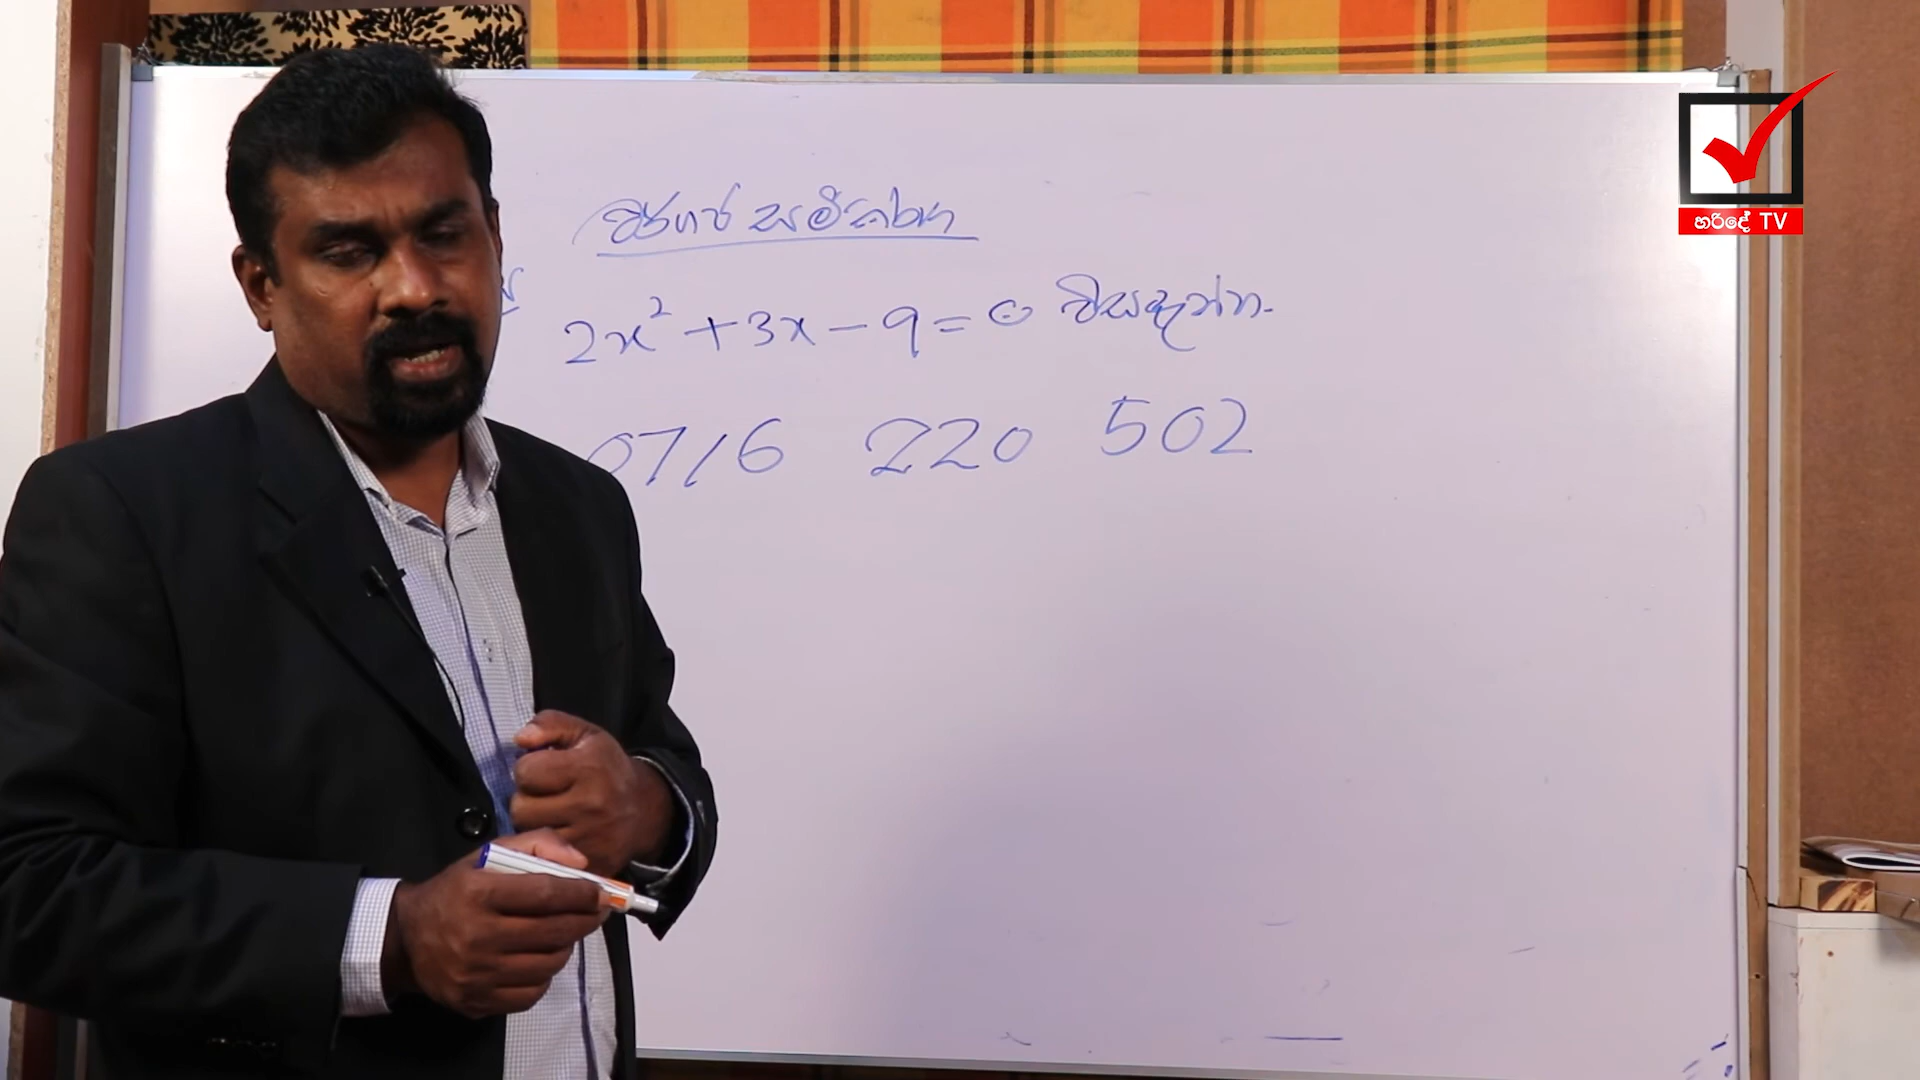 වර්ගජ සමීකරණ
2x² + 3x - 9 = 0 විසඳන්න.
0716 220 502
හරිදේ TV